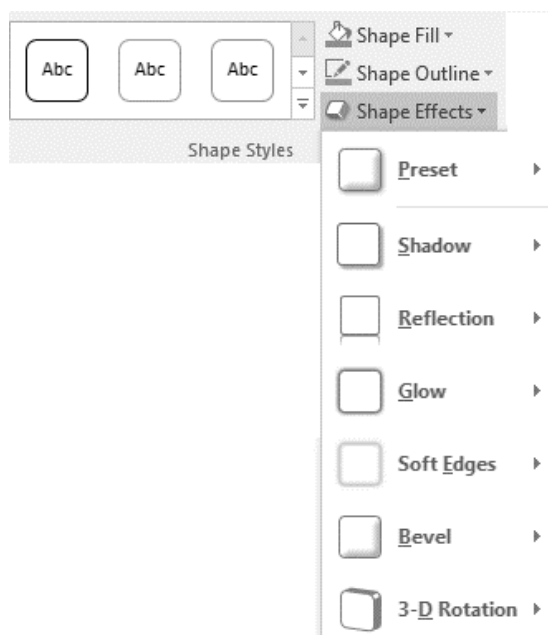 Abc Abc Abc
Shape Fill
Shape Outline
Shape Effects
Shape Styles
Preset
Shadow
Reflection
Glow
Soft Edges
Bevel
3-D Rotation